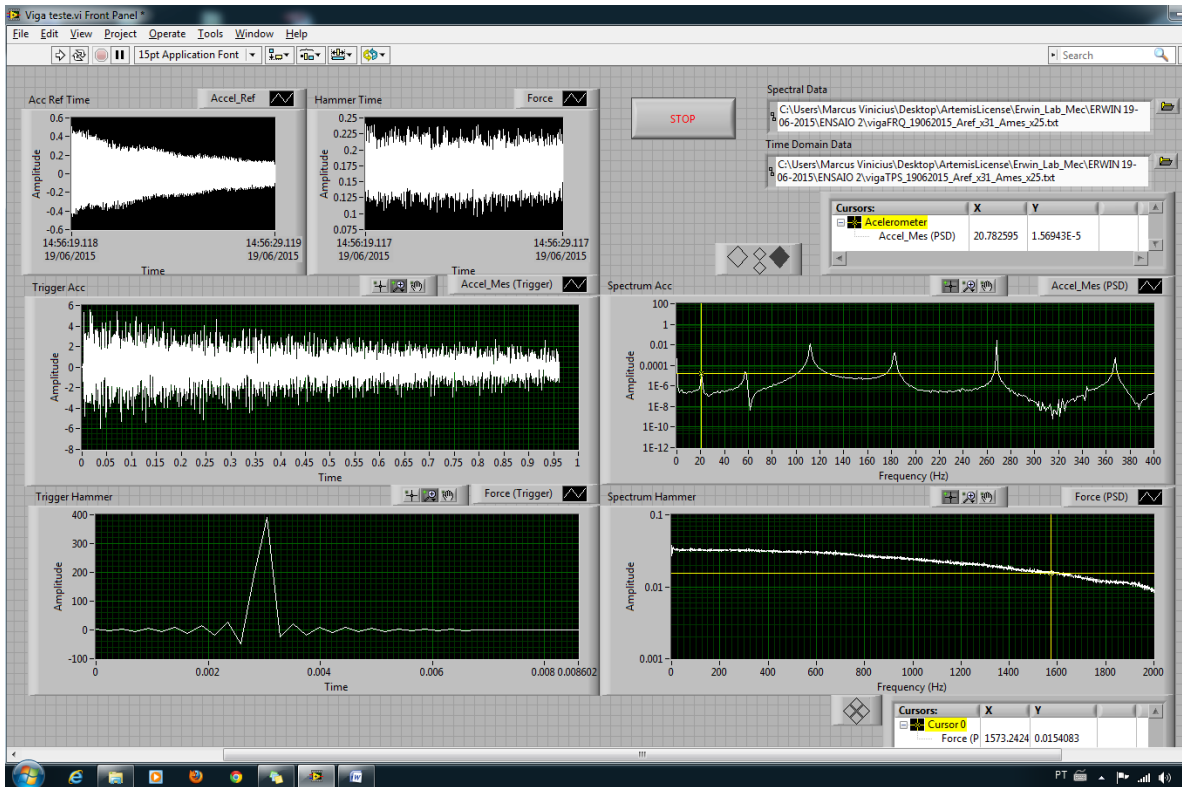 Viga teste.vi Front Panel *
File Edit View Project Operate Tools Window Help
15pt Application Font
Search
Acc Ref Time
Accel_Ref
Amplitude
0.6
0.4
0.2
0
-0.2
-0.4
-0.6
14:56:19.118 14:56:29.119
19/06/2015 19/06/2015
Time
Hammer Time
Force
Amplitude
0.25
0.225
0.2
0.175
0.15
0.125
0.1
0.075
14:56:19.117 14:56:29.117
19/06/2015 19/06/2015
Time
STOP
Spectral Data
C:\Users\Marcus Vinicius\Desktop\ArtemisLicense\Erwin_Lab_Mec\ERWIN 19-
06-2015\ENSAIO 2\vigaFRQ_19062015_Aref_x31_Ames_x25.txt
Time Domain Data
C:\Users\Marcus Vinicius\Desktop\ArtemisLicense\Erwin_Lab_Mec\ERWIN 19-
06-2015\ENSAIO 2\vigaTPS_19062015_Aref_x31_Ames_x25.txt
Cursors: X Y
Acelerometer
Accel_Mes (PSD) 20.782595 1.56943E-5
Trigger Acc
Accel_Mes (Trigger)
Amplitude
6
4
2
0
-2
-4
-6
-8
0 0.05 0.1 0.15 0.2 0.25 0.3 0.35 0.4 0.45 0.5 0.55 0.6 0.65 0.7 0.75 0.8 0.85 0.9 0.95 1
Time
Spectrum Acc
Accel_Mes (PSD)
Amplitude
100
1
0.01
0.0001
1E-6
1E-8
1E-10
1E-12
0 20 40 60 80 100 120 140 160 180 200 220 240 260 280 300 320 340 360 380 400
Frequency (Hz)
Trigger Hammer
Force (Trigger)
Amplitude
400
300
200
100
0
-100
0 0.002 0.004 0.006 0.008 0.008602
Time
Spectrum Hammer
Force (PSD)
Amplitude
0.1
0.01
0.001
0 200 400 600 800 1000 1200 1400 1600 1800 2000
Frequency (Hz)
Cursors: X Y
Cursor 0
Force (P 1573.2424 0.0154083
PT